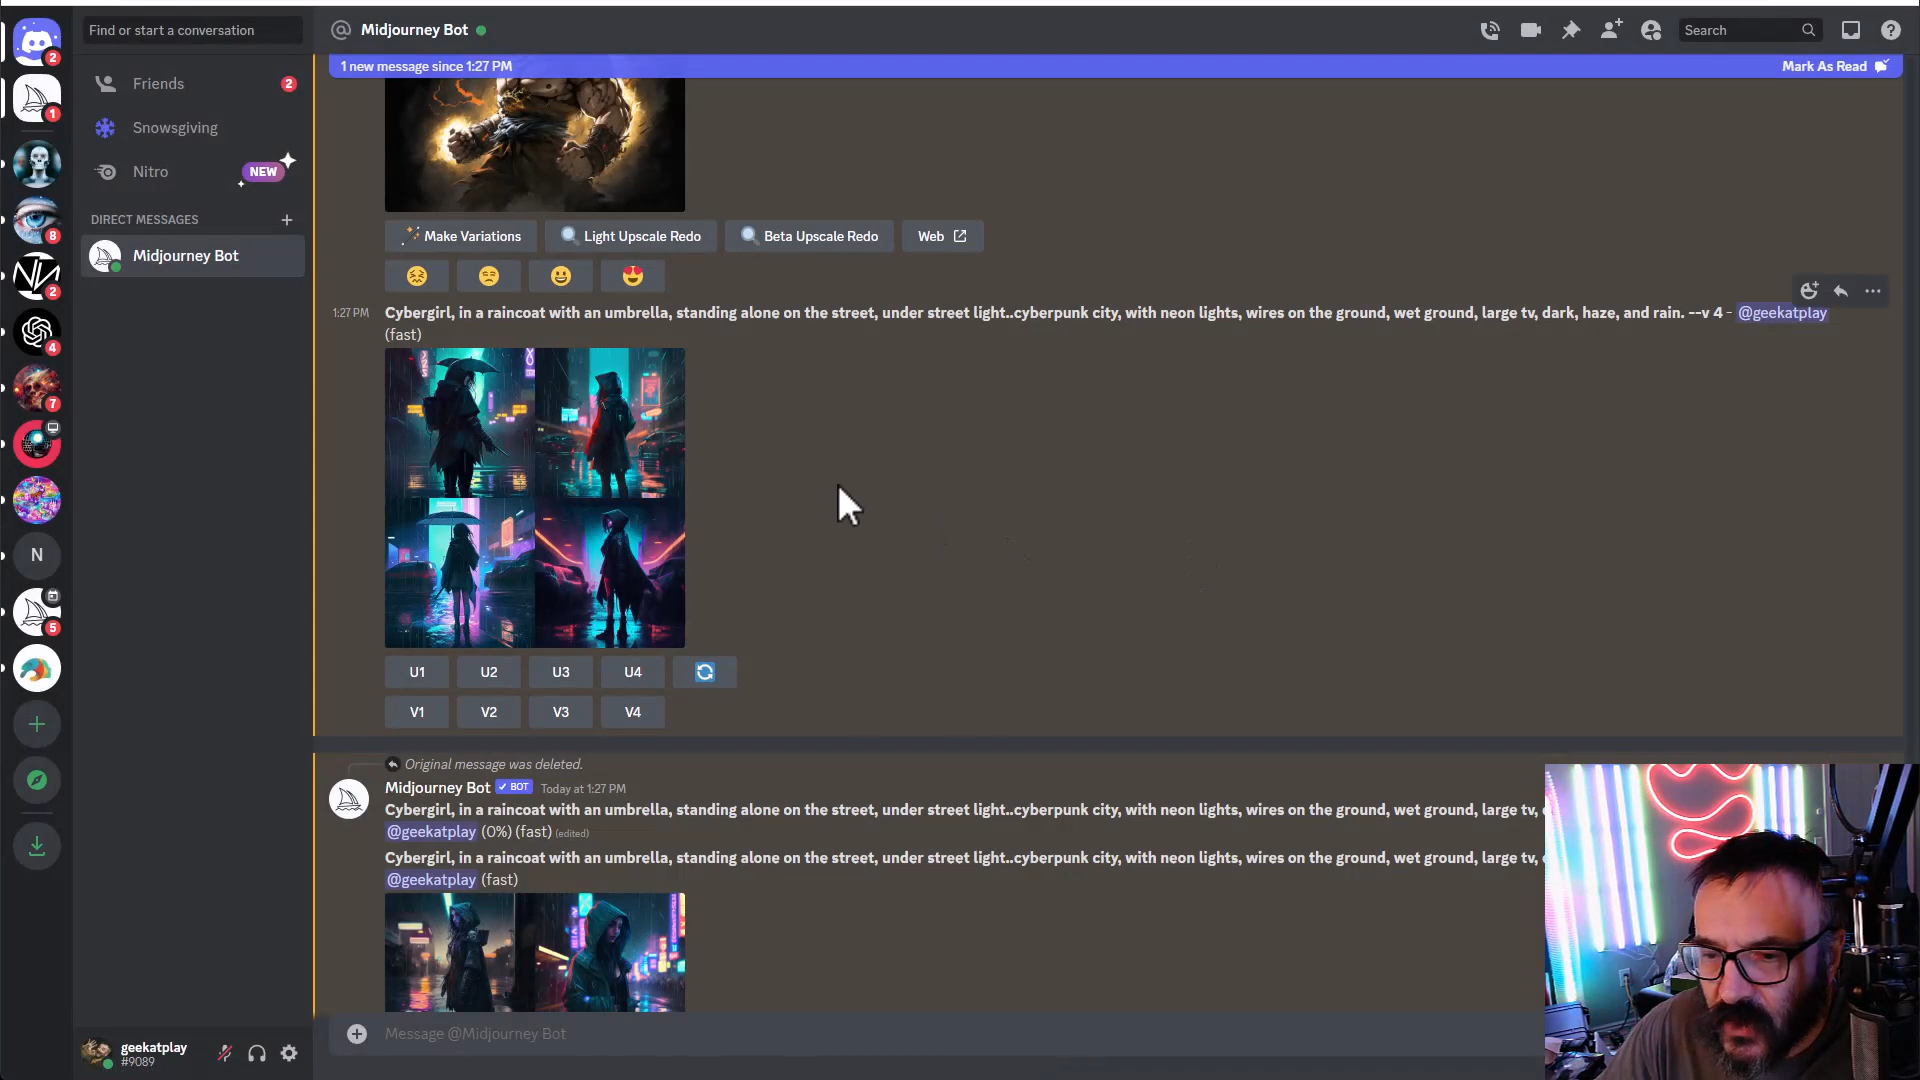 Find or start a conversation
Midjourney Bot
Search
2
1
8
2
4
7
N
5
Friends
2
Snowsgiving
Nitro
NEW
DIRECT MESSAGES
Midjourney Bot
geekatplay
#9089
1 new message since 1:27 PM
Mark As Read
Make Variations
Light Upscale Redo
Beta Upscale Redo
Web
1:27 PM
Cybergirl, in a raincoat with an umbrella, standing alone on the street, under street light..cyberpunk city, with neon lights, wires on the ground, wet ground, large tv, dark, haze, and rain. --v 4 - @geekatplay
(fast)
U1
U2
U3
U4
V1
V2
V3
V4
Original message was deleted.
Midjourney Bot
BOT
Today at 1:27 PM
Cybergirl, in a raincoat with an umbrella, standing alone on the street, under street light..cyberpunk city, with neon lights, wires on the ground, wet ground, large tv,
@geekatplay (0%) (fast) (edited)
Cybergirl, in a raincoat with an umbrella, standing alone on the street, under street light..cyberpunk city, with neon lights, wires on the ground, wet ground, large tv,
@geekatplay (fast)
Message @Midjourney Bot